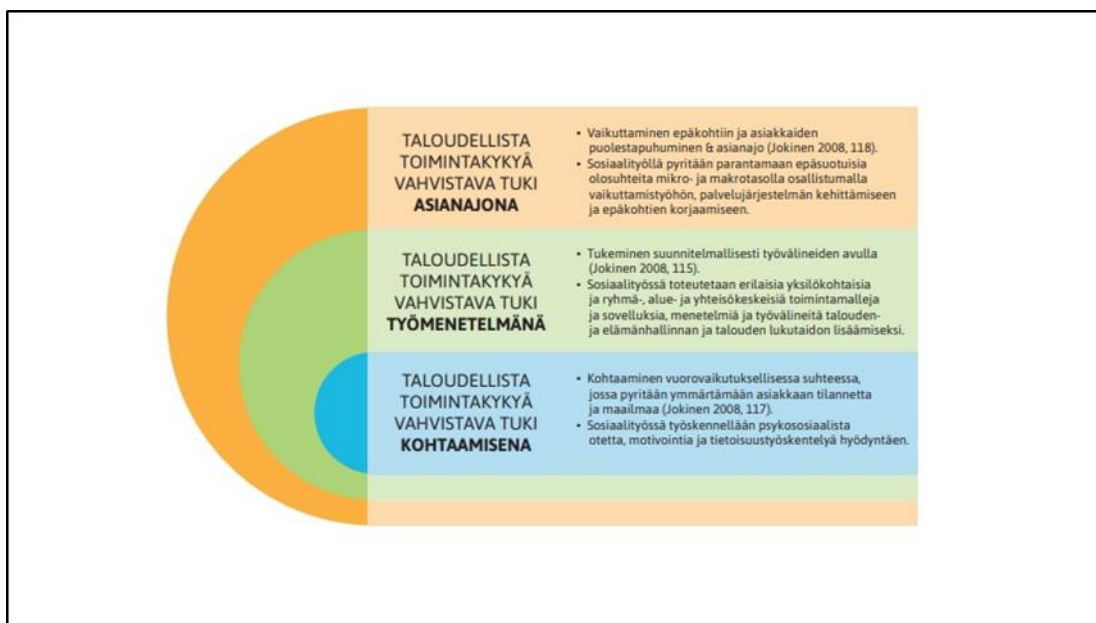 TALOUDELLISTA
TOIMINTAKYKYÄ
VAHVISTAVA TUKI
ASIANAJONA
• Vaikuttaminen epäkohtiin ja asiakkaiden
puolestapuhuminen & asianajo (Jokinen 2008, 118).
• Sosiaalityöllä pyritään parantamaan epäsuotuisia
olosuhteita mikro- ja makrotasolla osallistumalla
vaikuttamistyöhön, palvelujärjestelmän kehittämiseen
ja epäkohtien korjaamiseen.
TALOUDELLISTA
TOIMINTAKYKYÄ
VAHVISTAVA TUKI
TYÖMENETELMÄNÄ
• Tukeminen suunnitelmallisesti työvälineiden avulla
(Jokinen 2008, 115).
• Sosiaalityössä toteutetaan erilaisia yksilökohtaisia
ja ryhmä-, alue- ja yhteisökeskeisiä toimintamalleja
ja sovelluksia, menetelmiä ja työvälineitä talouden-
ja elämänhallinnan ja talouden lukutaidon lisäämiseksi.
TALOUDELLISTA
TOIMINTAKYKYÄ
VAHVISTAVA TUKI
KOHTAAMISENA
• Kohtaaminen vuorovaikutuksellisessa suhteessa,
jossa pyritään ymmärtämään asiakkaan tilannetta
ja maailmaa (Jokinen 2008, 117).
• Sosiaalityössä työskennellään psykososiaalista
otetta, motivointia ja tietoisuustyöskentelyä hyödyntäen.